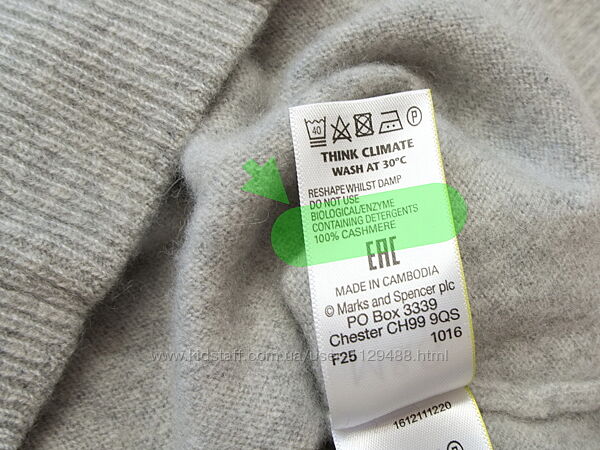 40 P
THINK CLIMATE
WASH AT 30°C
RESHAPE WHILST DAMP
DO NOT USE
BIOLOGICAL/ENZYME
CONTAINING DETERGENTS
100% CASHMERE
EAC
MADE IN CAMBODIA
© Marks and Spencer plc
PO Box 3339
Chester CH99 9QS
F25 1016
1612111220